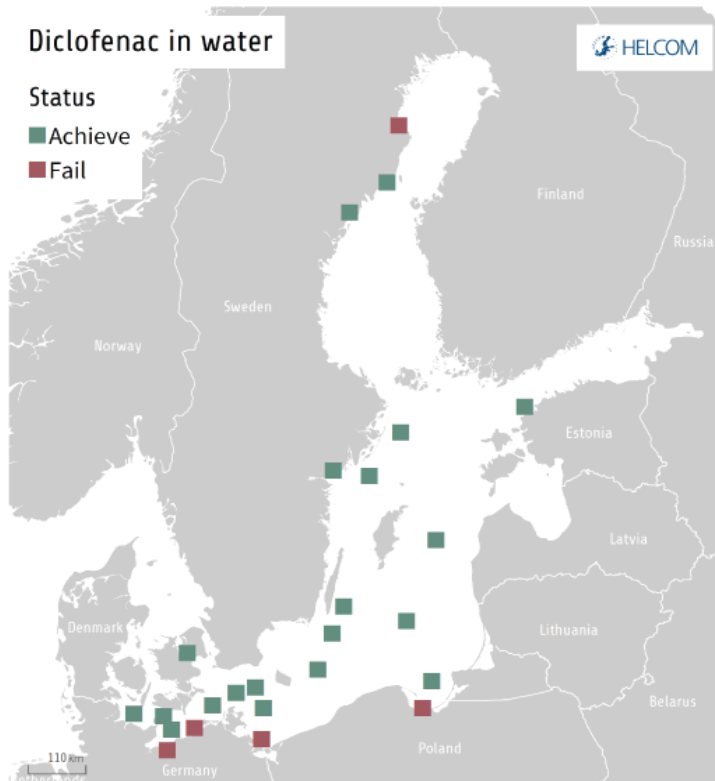 Diclofenac in water
HELCOM
Status
Achieve
Fail
Finland
Russia
Sweden
Norway
Estonia
Latvia
Denmark
Lithuania
Belarus
Poland
110 Km
Germany
Netherlands